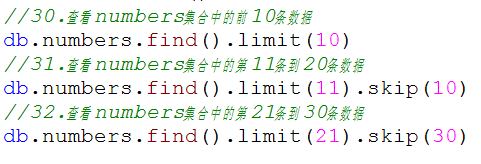 //30.查看numbers集合中的前10条数据
db.numbers.find().limit(10)
//31.查看numbers集合中的第11条到20条数据
db.numbers.find().limit(11).skip(10)
//32.查看numbers集合中的第21条到30条数据
db.numbers.find().limit(21).skip(30)